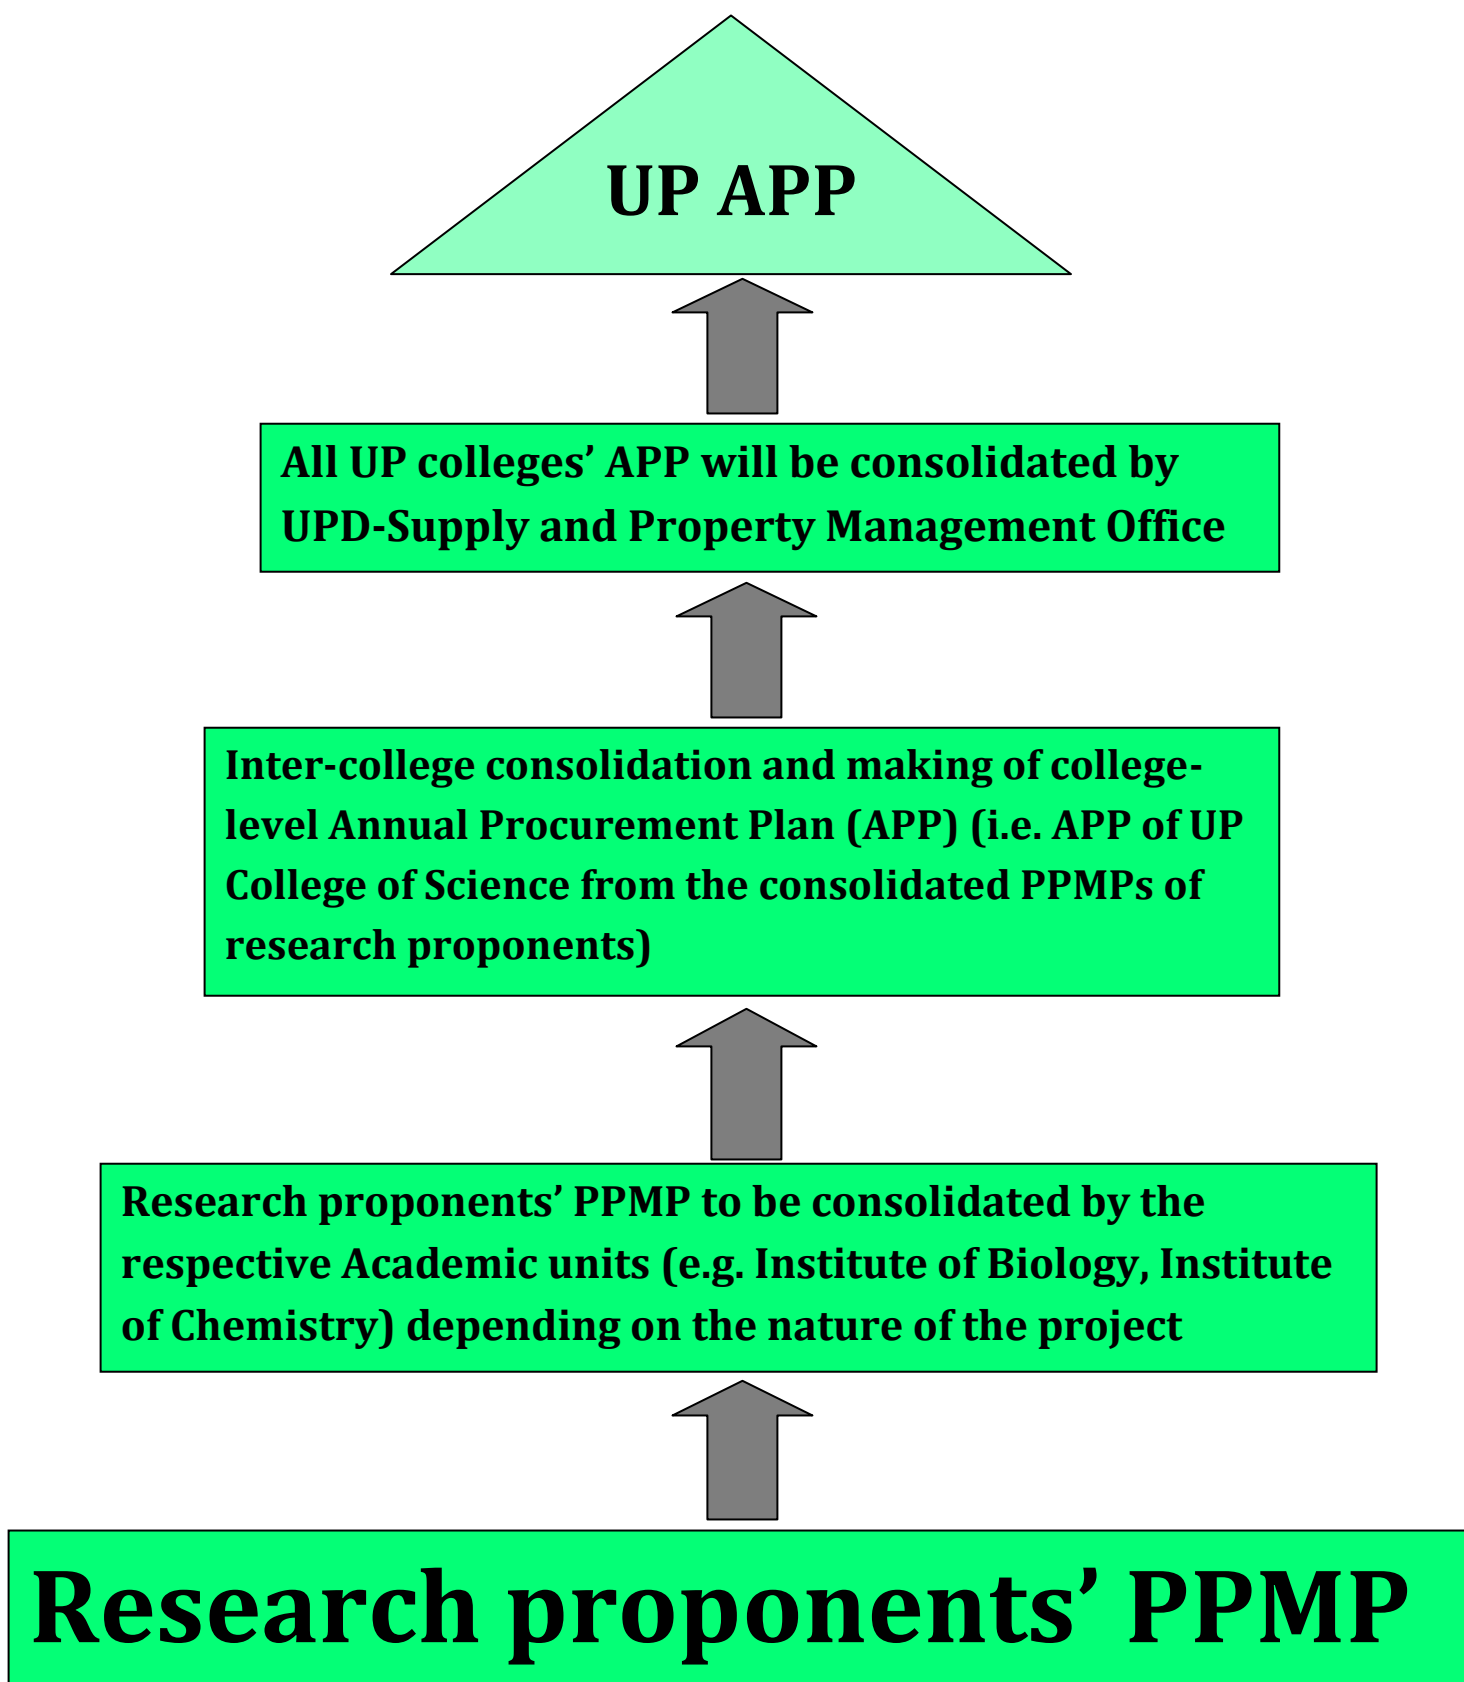 UP APP
All UP colleges’ APP will be consolidated by
UPD-Supply and Property Management Office
Inter-college consolidation and making of college-
level Annual Procurement Plan (APP) (i.e. APP of UP
College of Science from the consolidated PPMPs of
research proponents)
Research proponents’ PPMP to be consolidated by the
respective Academic units (e.g. Institute of Biology, Institute
of Chemistry) depending on the nature of the project
Research proponents’ PPMP